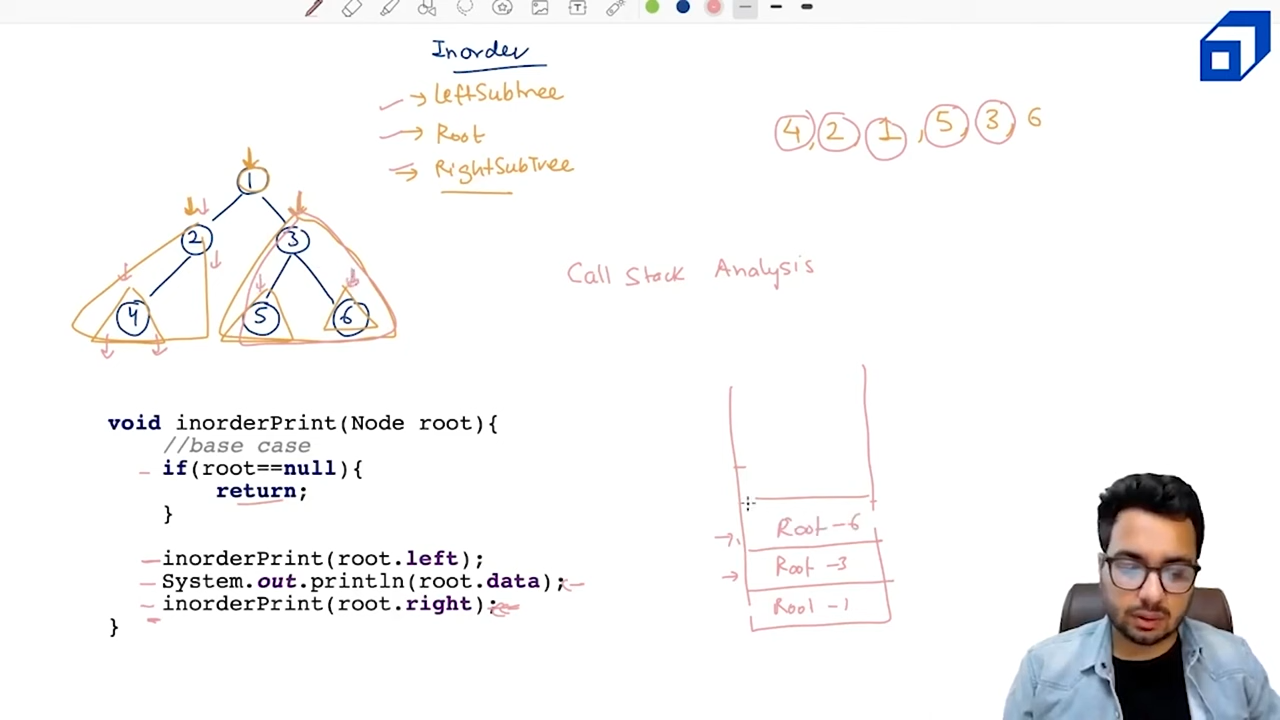 Inorder
→ LeftSubtree
→ Root
→ RightSubTree
4, 2 1, 5 3 6
1
2 3
4 5 6
Call Stack Analysis
void inorderPrint(Node root){
//base case
if(root==null){
return;
}
inorderPrint(root.left);
System.out.println(root.data);
inorderPrint(root.right);
}
Root -6
Root -3
Root -1